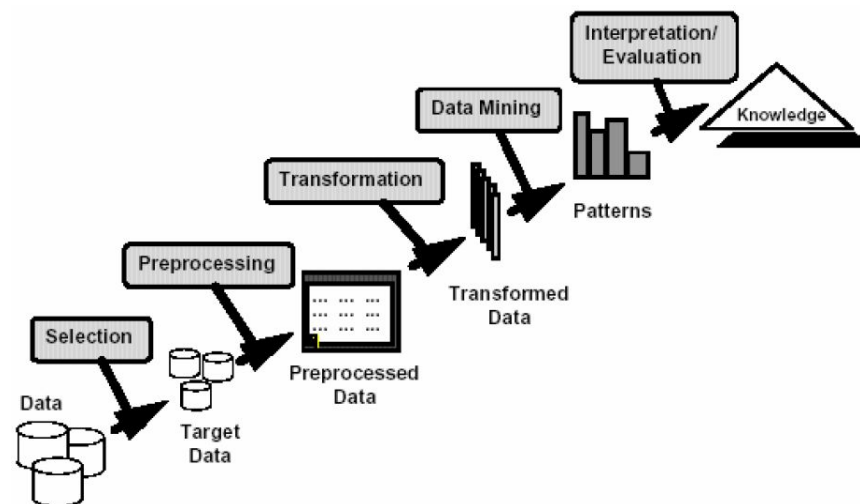 Interpretation/
Evaluation
Data Mining
Knowledge
Transformation
Patterns
Preprocessing
Transformed
Data
Selection
Preprocessed
Data
Data
Target
Data